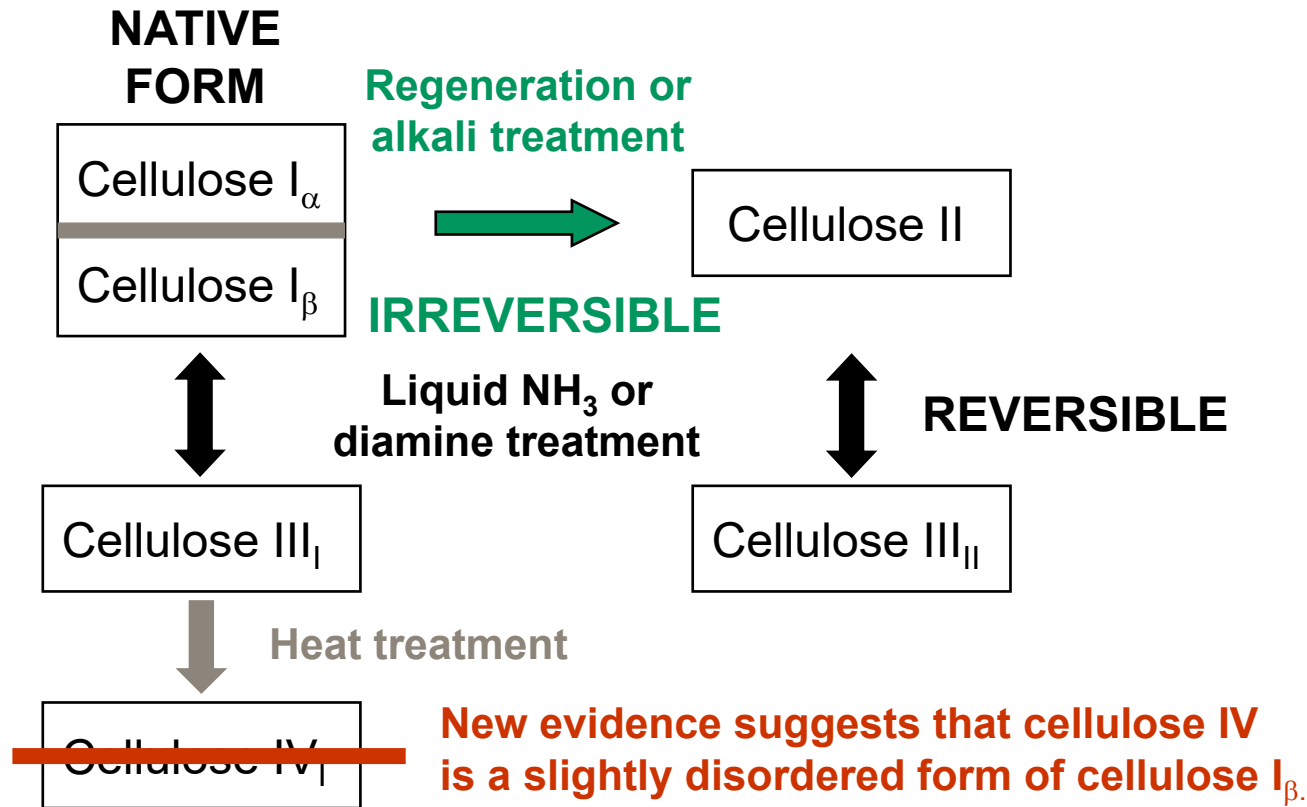 NATIVE
FORM
Regeneration or
alkali treatment
Cellulose Iα
Cellulose Iβ
Cellulose II
IRREVERSIBLE
Liquid NH₃ or
diamine treatment
REVERSIBLE
Cellulose IIII
Cellulose IIIII
Heat treatment
Cellulose IVI
New evidence suggests that cellulose IV
is a slightly disordered form of cellulose Iβ.